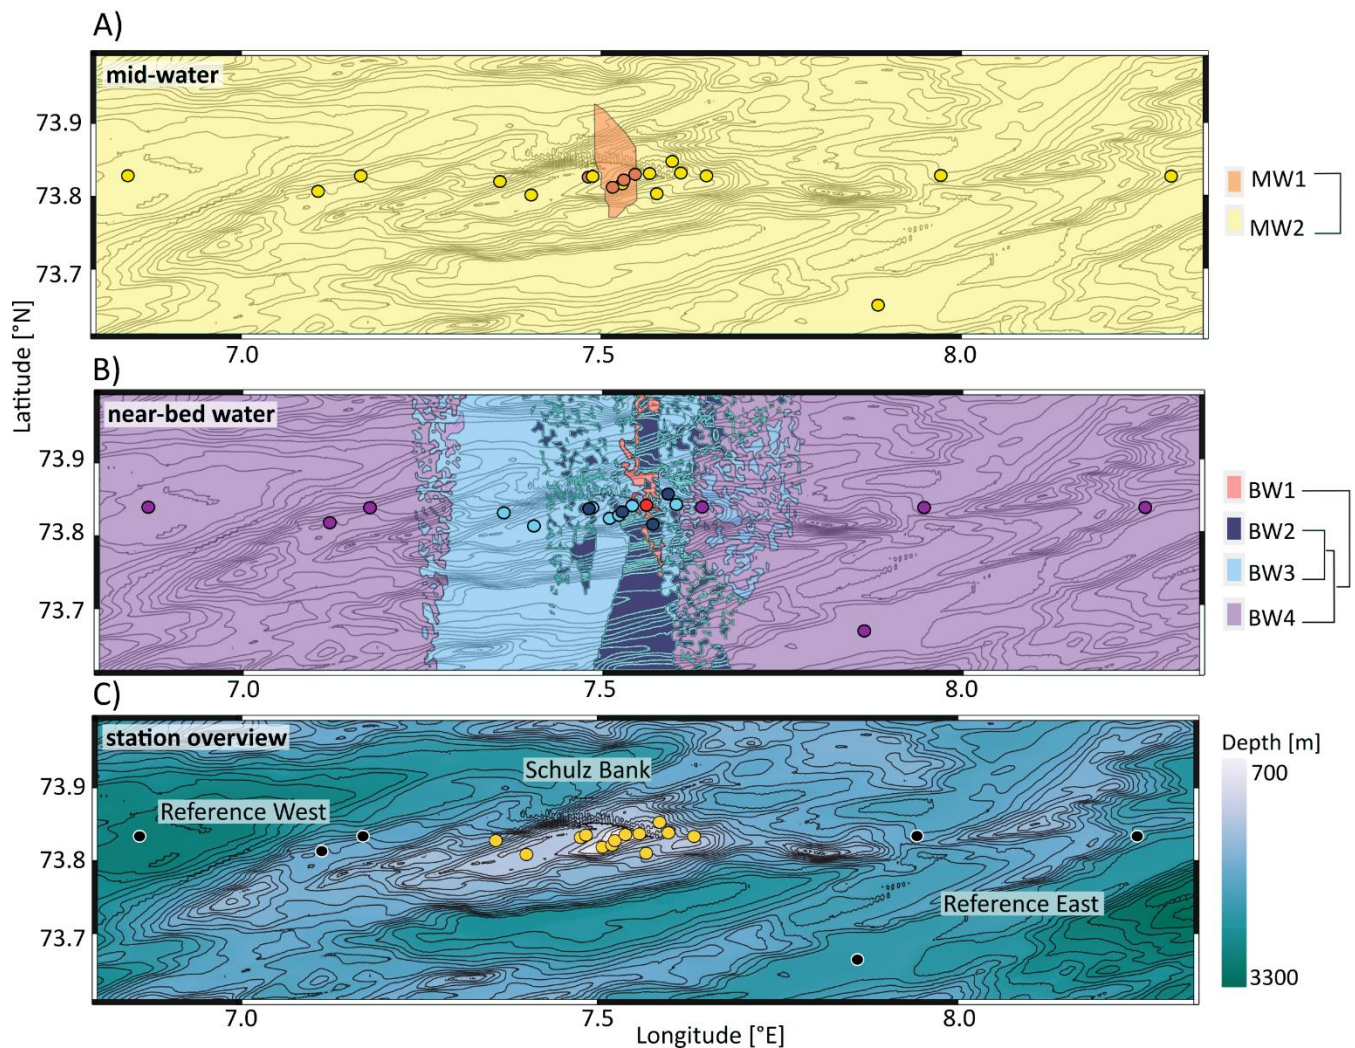 A)
mid-water
73.9
73.8
73.7
7.0
7.5
8.0
MW1
MW2
Latitude [°N]
B)
near-bed water
73.9
73.8
73.7
7.0
7.5
8.0
BW1
BW2
BW3
BW4
C)
station overview
Schulz Bank
Reference West
Reference East
73.9
73.8
73.7
7.0
7.5
8.0
Longitude [°E]
Depth [m]
700
3300